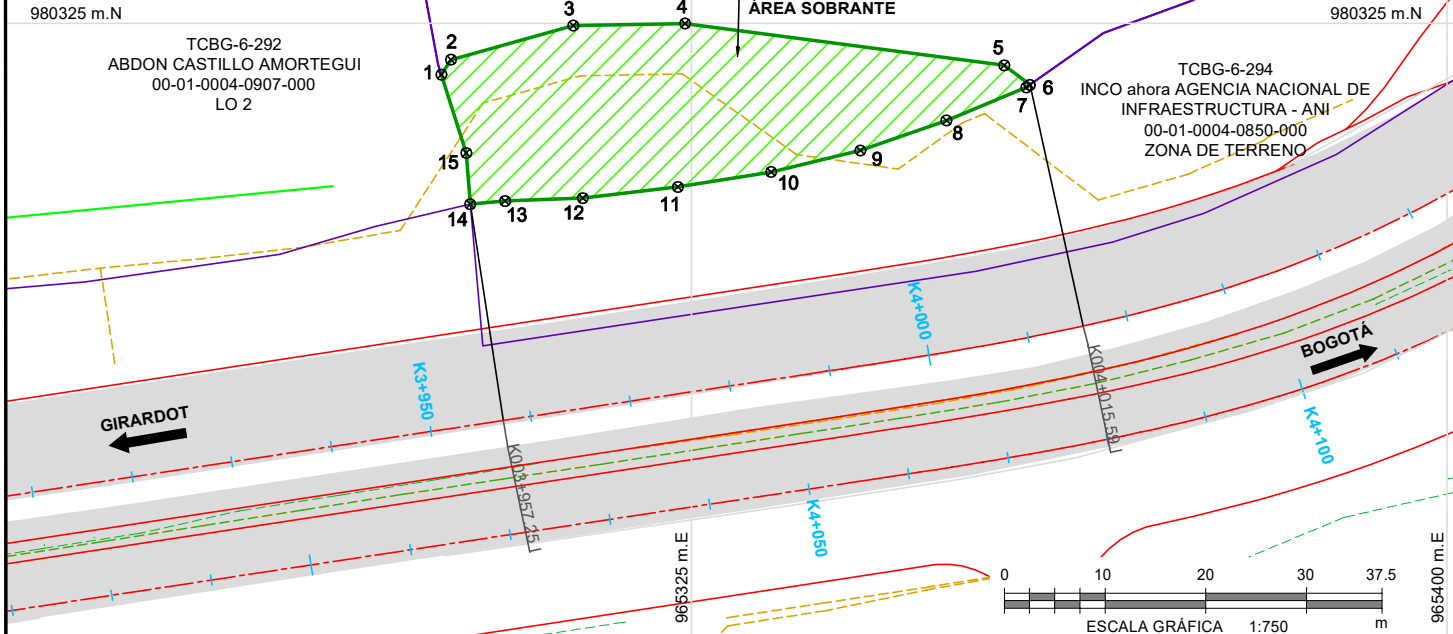 ÁREA SOBRANTE
980325 m.N
980325 m.N
TCBG-6-292
ABDON CASTILLO AMORTEGUI
00-01-0004-0907-000
LO 2
TCBG-6-294
INCO ahora AGENCIA NACIONAL DE
INFRAESTRUCTURA - ANI
00-01-0004-0850-000
ZONA DE TERRENO
1
2
3
4
5
6
7
8
9
10
11
12
13
14
15
K4+000
K3+950
K004+015.59 I
BOGOTÁ
GIRARDOT
K4+100
K003+957.25 I
K4+050
965325 m.E
965400 m.E
0 10 20 30 37.5
m
ESCALA GRÁFICA 1:750